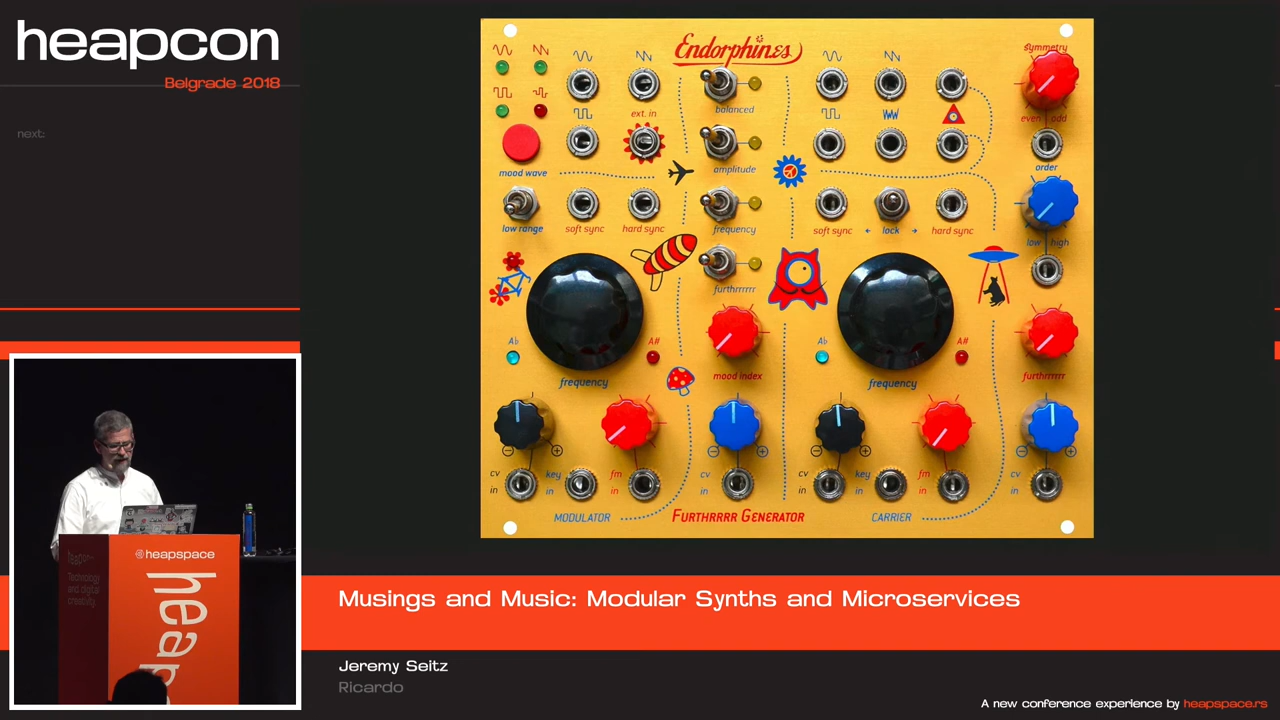 heapcon
Belgrade 2018
next:
Endorphin.es
Symmetry
balanced
ext. in
even odd
mood wave
amplitude
order
low range
soft sync
hard sync
frequency
soft sync
lock
hard sync
low high
furthrrrrrr
Ab
A#
Ab
A#
frequency
mood index
frequency
furthrrrrrr
cv in
key in
fm in
cv in
cv in
key in
fm in
cv in
MODULATOR
FURTHRRRR GENERATOR
CARRIER
heapspace
Technology
and digital
creativity.
heap
Musings and Music: Modular Synths and Microservices
Jeremy Seitz
Ricardo
A new conference experience by heapspace.rs